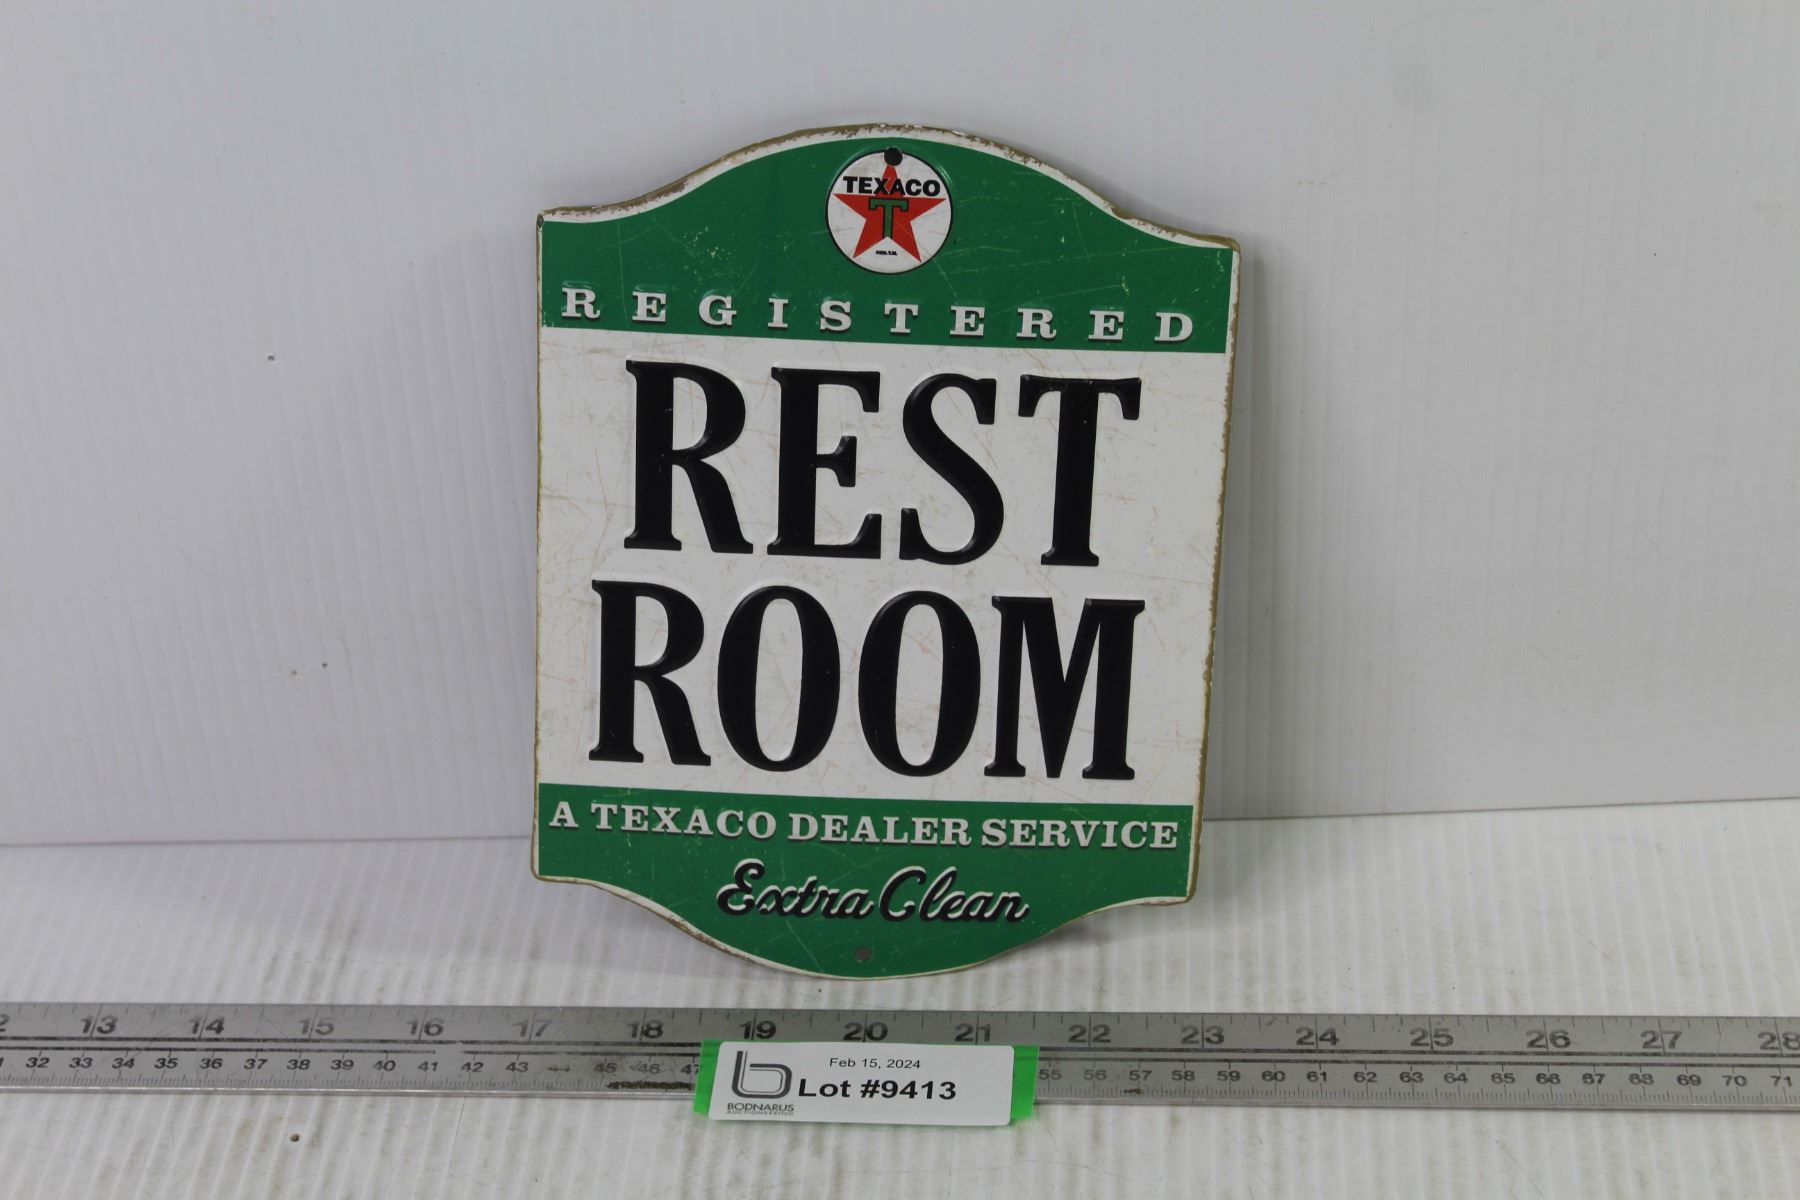 TEXACO
T
REGISTERED
REST
ROOM
A TEXACO DEALER SERVICE
Extra Clean
13 14 15 16 17 18 19 20 21 22 23 24 25 26 27 28
32 33 34 35 36 37 38 39 40 41 42 43 44 45 46 47 55 56 57 58 59 60 61 62 63 64 65 66 67 68 69 70 71
Feb 15, 2024
Lot #9413
BODNARUS
AUCTIONEERING